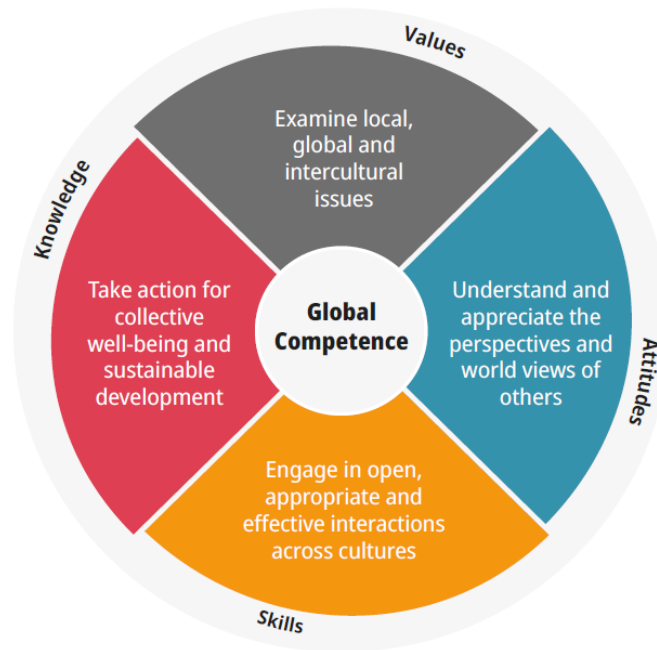 Values
Examine local,
global and
intercultural
issues
Knowledge
Take action for
collective
well-being and
sustainable
development
Global
Competence
Understand and
appreciate the
perspectives and
world views of
others
Attitudes
Engage in open,
appropriate and
effective interactions
across cultures
Skills